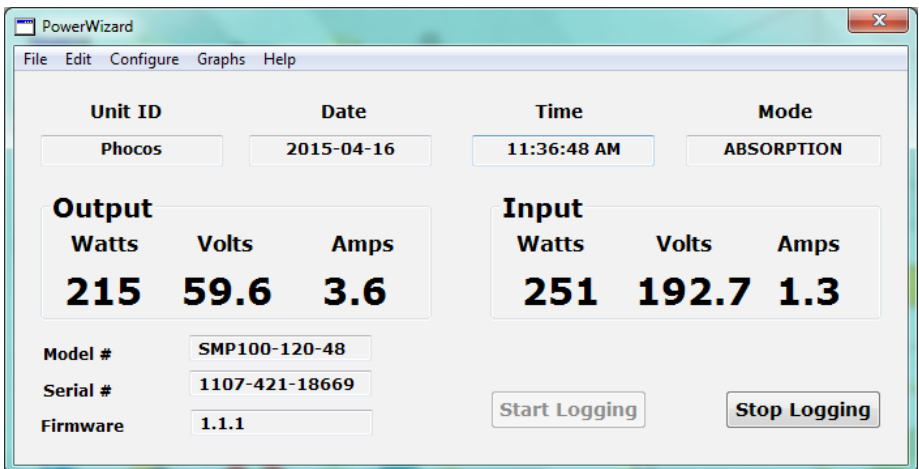 PowerWizard
File Edit Configure Graphs Help
Unit ID Date Time Mode
Phocos 2015-04-16 11:36:48 AM ABSORPTION
Output Input
Watts Volts Amps Watts Volts Amps
215 59.6 3.6 251 192.7 1.3
Model # SMP100-120-48
Serial # 1107-421-18669
Firmware 1.1.1
Start Logging Stop Logging